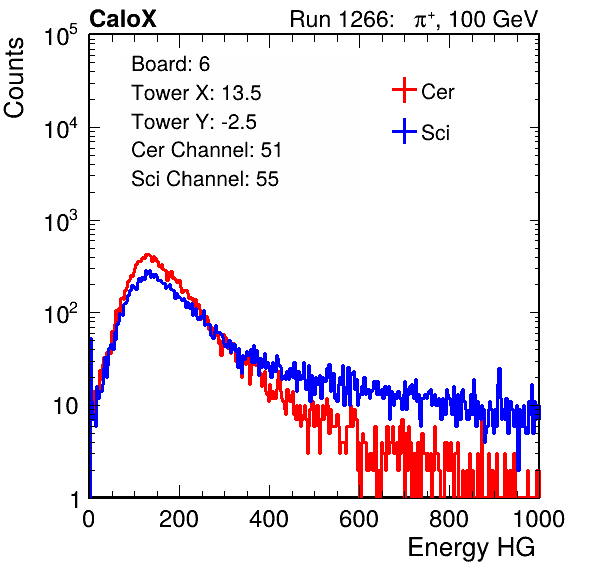 CaloX Run 1266: π⁺, 100 GeV
Counts
Board: 6
Tower X: 13.5
Tower Y: -2.5
Cer Channel: 51
Sci Channel: 55
Cer
Sci
10⁵
10⁴
10³
10²
10
1
0 200 400 600 800 1000
Energy HG